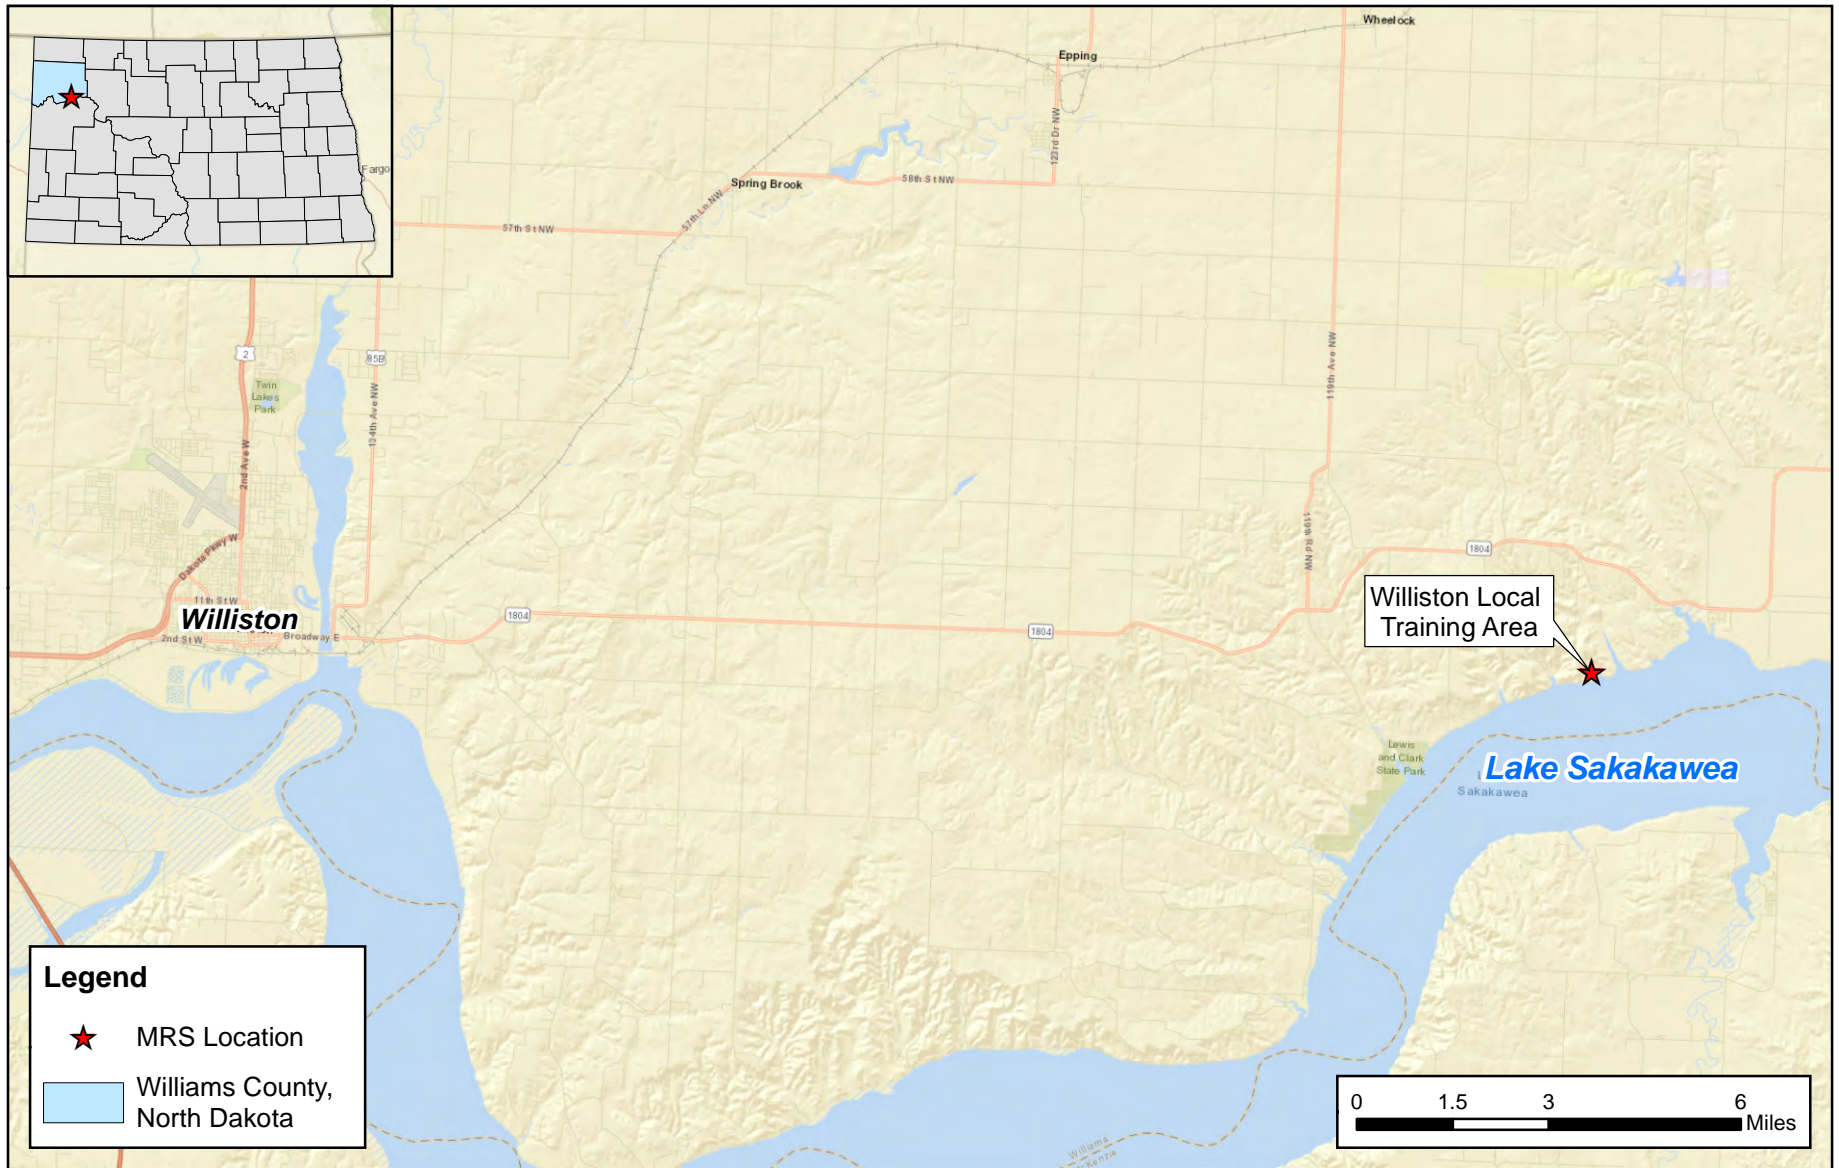 Wheelock
Epping
123rd Dr NW
Fargo
Spring Brook
58th St NW
57th Ln NW
57th St NW
2
85B
Twin
Lakes
Park
134th Ave NW
2nd Ave W
119th Ave NW
119th Rd NW
Dakota Pkwy W
1804
11th St W
Williston
2nd St W
Broadway E
1804
1804
Williston Local
Training Area
Lewis
and Clark
State Park
Lake Sakakawea
Sakakawea
Legend
MRS Location
Williams County,
North Dakota
0 1.5 3 6
Miles
Williams
McKenzie